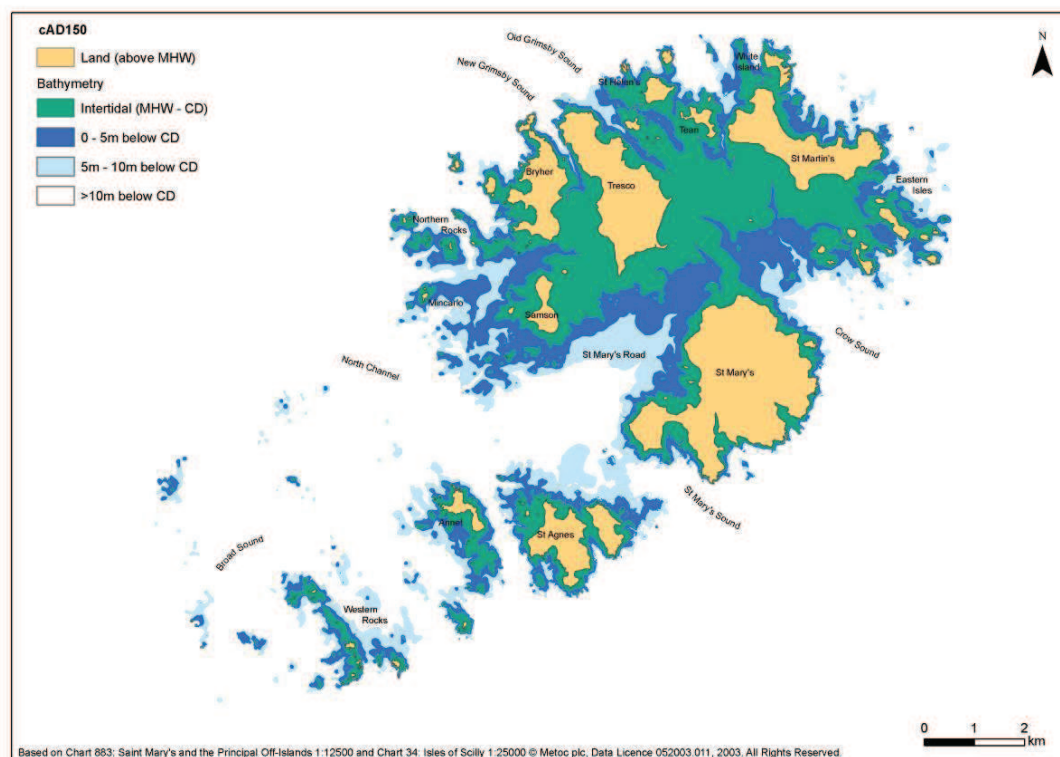 cAD150
Land (above MHW)
Bathymetry
Intertidal (MHW - CD)
0 - 5m below CD
5m - 10m below CD
>10m below CD
N
Old Grimsby Sound
New Grimsby Sound
White
Island
St Helen's
Tean
St Martin's
Bryher
Tresco
Eastern
Isles
Northern
Rocks
Mincarlo
Samson
Crow Sound
St Mary's Road
North Channel
St Mary's
St Mary's Sound
Annet
St Agnes
Broad Sound
Western
Rocks
0 1 2
km
Based on Chart 883: Saint Mary's and the Principal Off-Islands 1:12500 and Chart 34: Isles of Scilly 1:25000 © Metoc plc. Data Licence 052003.011, 2003. All Rights Reserved.